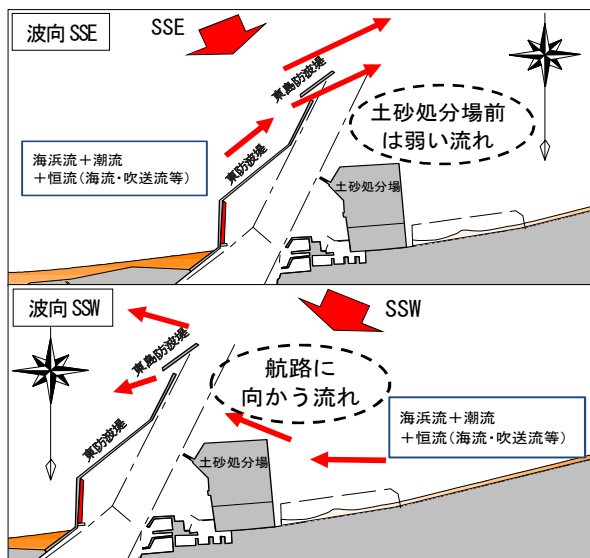 波向SSE
SSE
東島防波堤
土砂処分場前
は弱い流れ
海浜流＋潮流
＋恒流(海流・吹送流等)
東防波堤
土砂処分場
波向SSW
SSW
東島防波堤
航路に
向かう流れ
海浜流＋潮流
＋恒流(海流・吹送流等)
東防波堤
土砂処分場